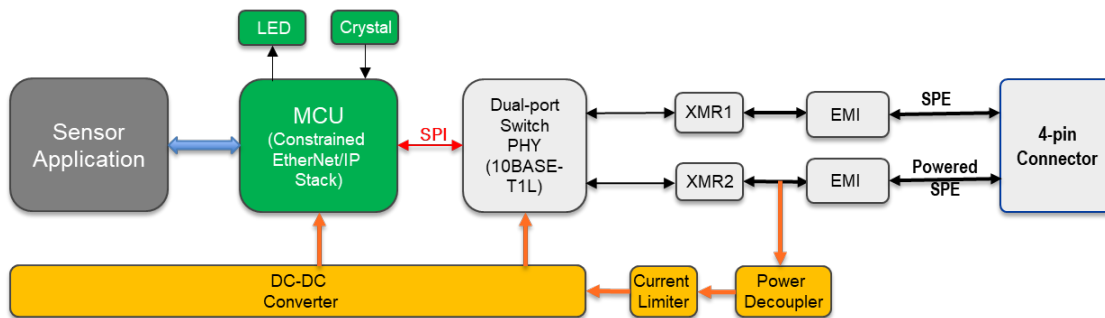 LED
Crystal
Sensor
Application
MCU
(Constrained
EtherNet/IP
Stack)
SPI
Dual-port
Switch
PHY
(10BASE-
T1L)
XMR1
EMI
SPE
XMR2
EMI
Powered
SPE
4-pin
Connector
DC-DC
Converter
Current
Limiter
Power
Decoupler